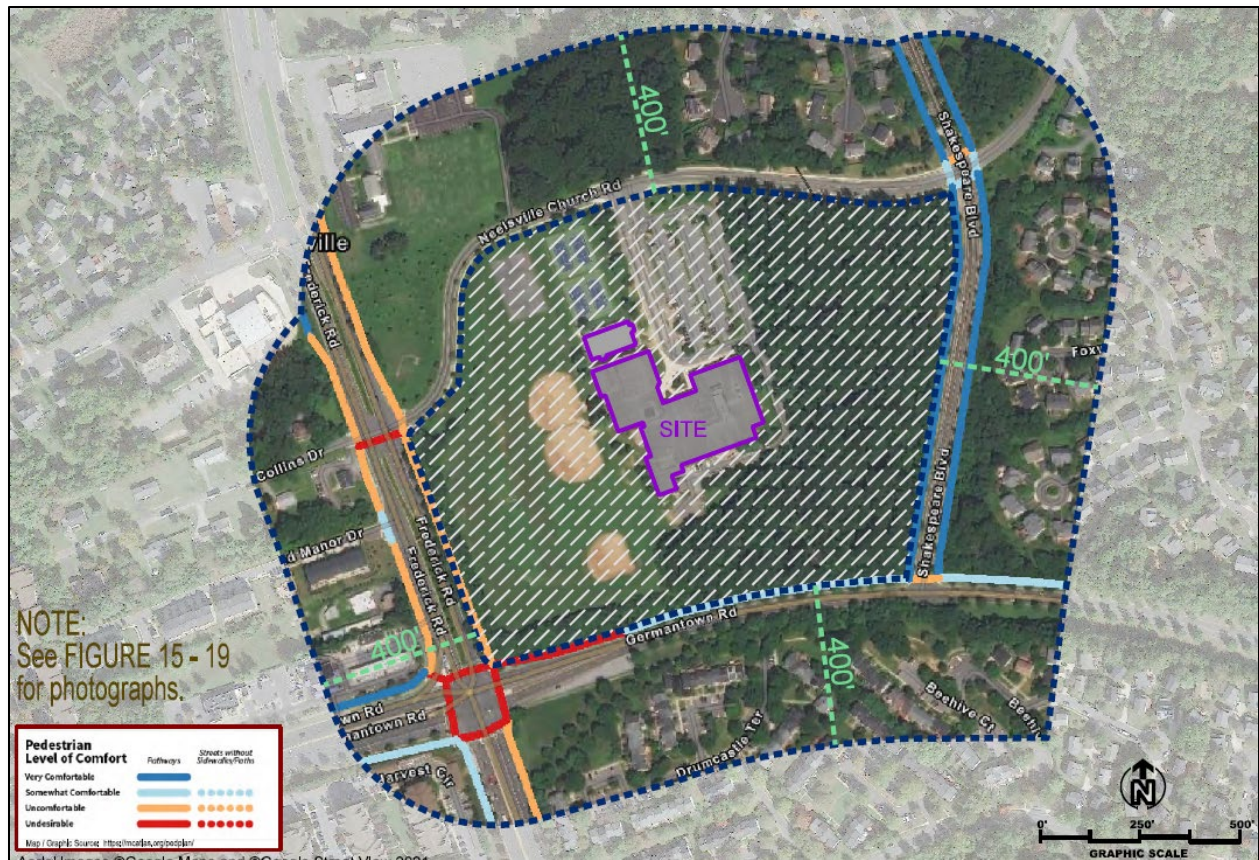 400'
Shakespeare Blvd
Neelsville Church Rd
ville
ederick Rd
400'
Foxy
SITE
Collins Dr
d Manor Dr
Frederick Rd
Frederick Rd
Shakespeare Blvd
Germantown Rd
400'
400'
NOTE:
See FIGURE 15 - 19
for photographs.
wn Rd
mantown Rd
Beehive Ct
Beehiv
Drumcastle Ter
Harvest Cir
Pedestrian
Level of Comfort
Pathways
Streets without
Sidewalks/Paths
Very Comfortable
Somewhat Comfortable
Uncomfortable
Undesirable
Map / Graphic Source: https://mcatlas.org/pedplan/
N
0' 250' 500'
GRAPHIC SCALE